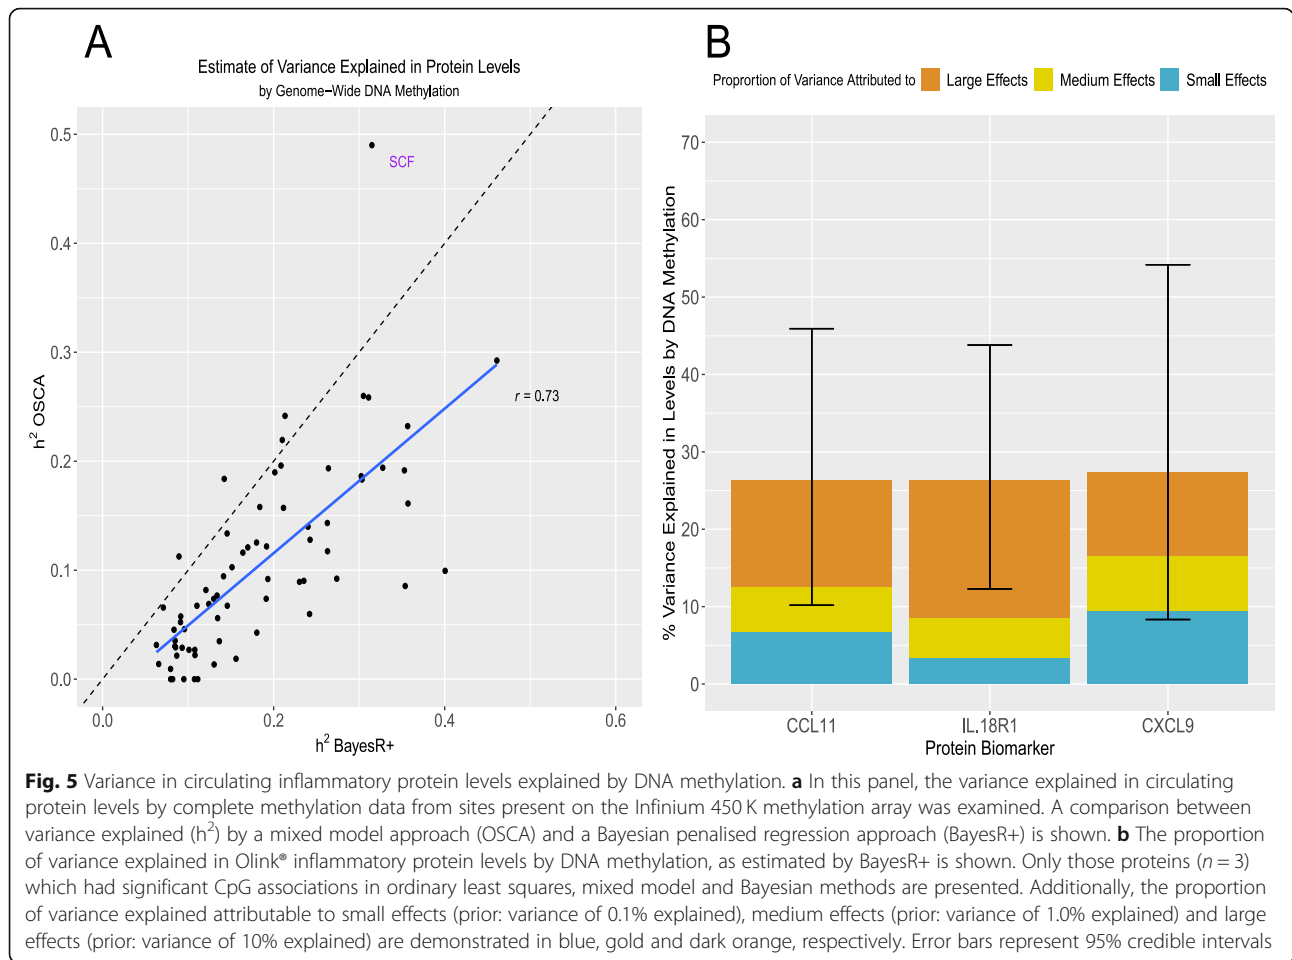 A
Estimate of Variance Explained in Protein Levels
by Genome-Wide DNA Methylation
h² OSCA
0.5
0.4
0.3
0.2
0.1
0.0
SCF
r = 0.73
0.0 0.2 0.4 0.6
h² BayesR+
B
Proportion of Variance Attributed to Large Effects Medium Effects Small Effects
% Variance Explained in Levels by DNA Methylation
70
60
50
40
30
20
10
0
CCL11 IL.18R1 CXCL9
Protein Biomarker
Fig. 5 Variance in circulating inflammatory protein levels explained by DNA methylation. a In this panel, the variance explained in circulating
protein levels by complete methylation data from sites present on the Infinium 450 K methylation array was examined. A comparison between
variance explained (h²) by a mixed model approach (OSCA) and a Bayesian penalised regression approach (BayesR+) is shown. b The proportion
of variance explained in Olink® inflammatory protein levels by DNA methylation, as estimated by BayesR+ is shown. Only those proteins (n = 3)
which had significant CpG associations in ordinary least squares, mixed model and Bayesian methods are presented. Additionally, the proportion
of variance explained attributable to small effects (prior: variance of 0.1% explained), medium effects (prior: variance of 1.0% explained) and large
effects (prior: variance of 10% explained) are demonstrated in blue, gold and dark orange, respectively. Error bars represent 95% credible intervals